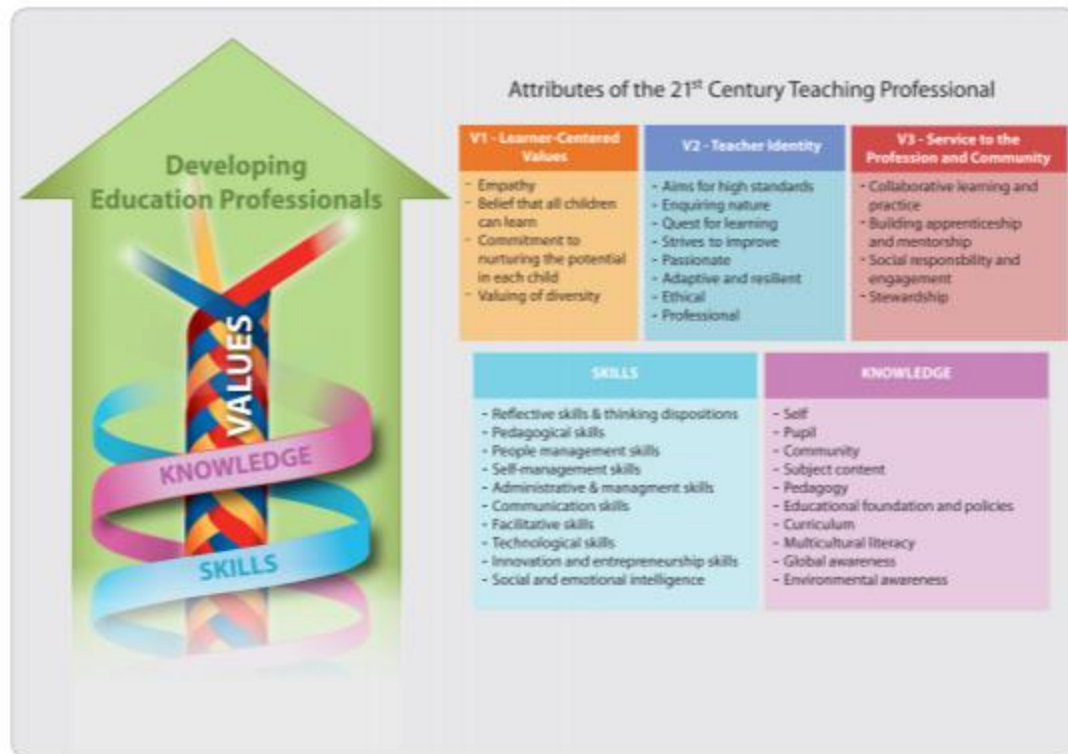 Developing
Education Professionals
VALUES
KNOWLEDGE
SKILLS
Attributes of the 21st Century Teaching Professional
V1 - Learner-Centered
Values
- Empathy
- Belief that all children
can learn
- Commitment to
nurturing the potential
in each child
- Valuing of diversity
V2 - Teacher Identity
- Aims for high standards
- Enquiring nature
- Quest for learning
- Strives to improve
- Passionate
- Adaptive and resilient
- Ethical
- Professional
V3 - Service to the
Profession and Community
- Collaborative learning and
practice
- Building apprenticeship
and mentorship
- Social responsbility and
engagement
- Stewardship
SKILLS
- Reflective skills & thinking dispositions
- Pedagogical skills
- People management skills
- Self-management skills
- Administrative & managment skills
- Communication skills
- Facilitative skills
- Technological skills
- Innovation and entrepreneurship skills
- Social and emotional intelligence
KNOWLEDGE
- Self
- Pupil
- Community
- Subject content
- Pedagogy
- Educational foundation and policies
- Curriculum
- Multicultural literacy
- Global awareness
- Environmental awareness